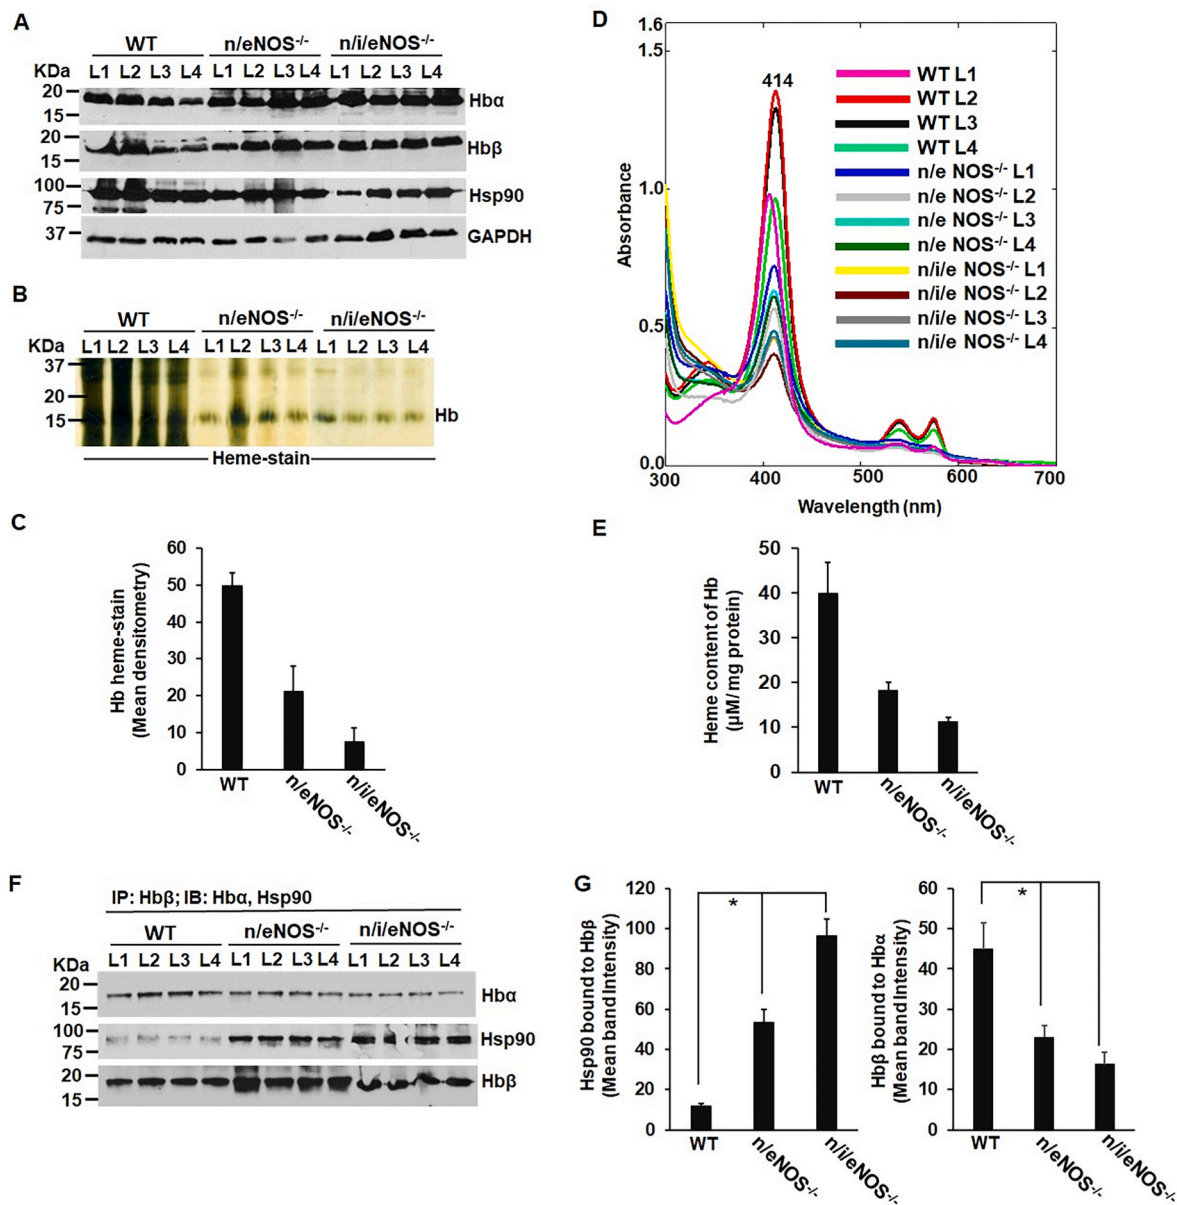 A
WT n/eNOS-/- n/i/eNOS-/-
KDa L1 L2 L3 L4 L1 L2 L3 L4 L1 L2 L3 L4
20
15
Hbα
20
15
Hbβ
100
75
Hsp90
37
GAPDH
B
WT n/eNOS-/- n/i/eNOS-/-
KDa L1 L2 L3 L4 L1 L2 L3 L4 L1 L2 L3 L4
37
20
15
Hb
Heme-stain
C
Hb heme-stain
(Mean densitometry)
60
50
40
30
20
10
0
WT
n/eNOS-/-
n/i/eNOS-/-
D
Absorbance
1.6
1.5
1.0
0.5
0.0
414
WT L1
WT L2
WT L3
WT L4
n/e NOS-/- L1
n/e NOS-/- L2
n/e NOS-/- L3
n/e NOS-/- L4
n/i/e NOS-/- L1
n/i/e NOS-/- L2
n/i/e NOS-/- L3
n/i/e NOS-/- L4
300 400 500 600 700
Wavelength (nm)
E
Heme content of Hb
(µM/ mg protein)
50
40
30
20
10
0
WT
n/eNOS-/-
n/i/eNOS-/-
F
IP: Hbβ; IB: Hbα, Hsp90
WT n/eNOS-/- n/i/eNOS-/-
KDa L1 L2 L3 L4 L1 L2 L3 L4 L1 L2 L3 L4
20
15
Hbα
100
75
Hsp90
20
15
Hbβ
G
Hsp90 bound to Hbβ
(Mean band Intensity)
120
100
80
60
40
20
0
*
WT
n/eNOS-/-
n/i/eNOS-/-
Hbβ bound to Hbα
(Mean band Intensity)
60
50
40
30
20
10
0
*
WT
n/eNOS-/-
n/i/eNOS-/-